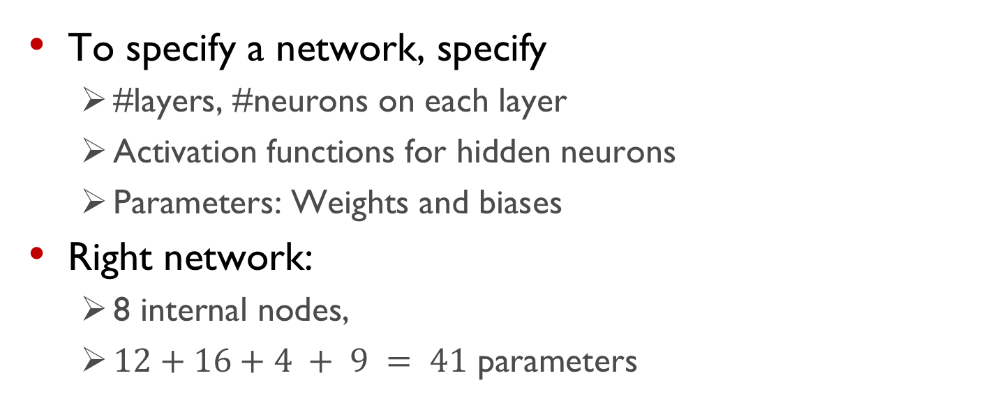 • To specify a network, specify
➢ #layers, #neurons on each layer
➢ Activation functions for hidden neurons
➢ Parameters: Weights and biases
• Right network:
➢ 8 internal nodes,
➢ 12 + 16 + 4 + 9 = 41 parameters